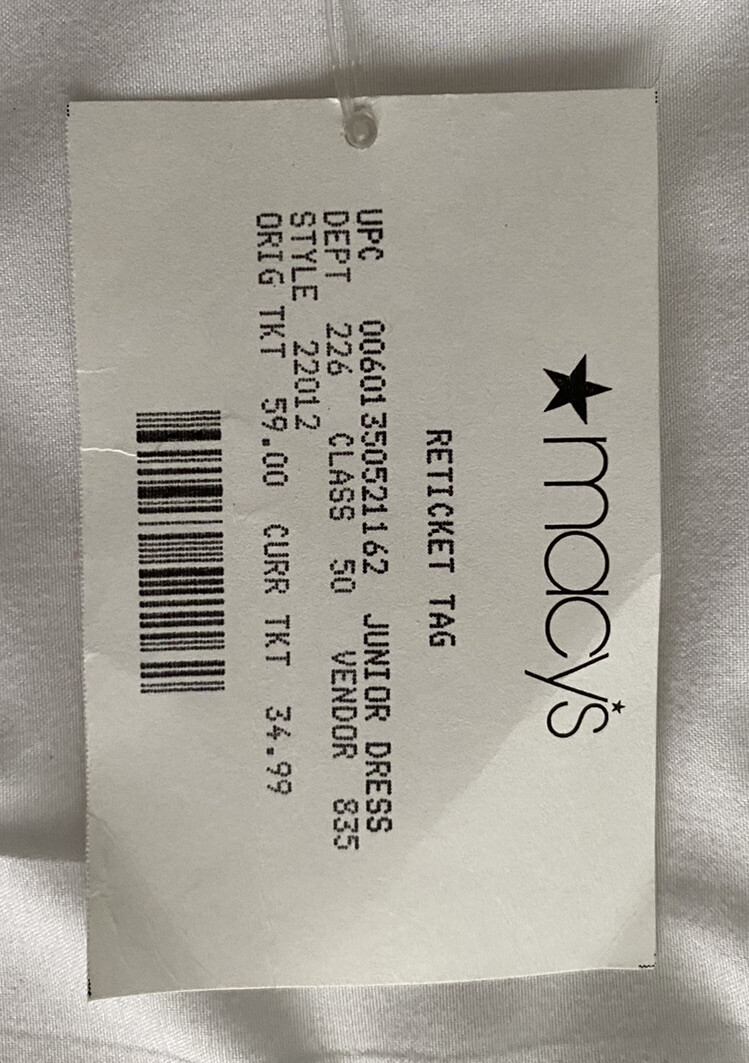 ★macy's
RETICKET TAG
UPC 00601350521162 JUNIOR DRESS
DEPT 226 CLASS 50 VENDOR 835
STYLE 22012
ORIG TKT 59.00 CURR TKT 34.99